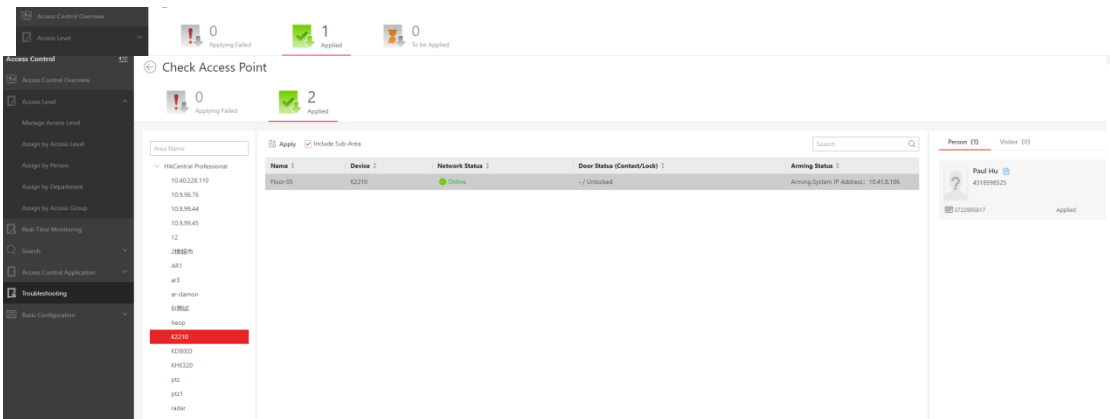 Access Control Overview
Access Level
0
Applying Failed
1
Applied
0
To be Applied
Access Control
Access Control Overview
Access Level
Manage Access Level
Assign by Access Level
Assign by Person
Assign by Department
Assign by Access Group
Real-Time Monitoring
Search
Access Control Application
Troubleshooting
Basic Configuration
Check Access Point
0
Applying Failed
2
Applied
Area Name
HikCentral Professional
10.40.228.110
10.9.96.76
10.9.99.44
10.9.99.45
12
2楼超市
AR1
ar3
ar-damon
heop
K2210
KD8003
KH6320
ptz
ptz1
radar
Apply Include Sub-Area
Search
Name Device Network Status Door Status (Contact/Lock) Arming Status
Floor 05 K2210 Online - / Unlocked Arming,System IP Address: 10.41.8.186
Person (1) Visitor (0)
Paul Hu
4318598525
3722965817 Applied